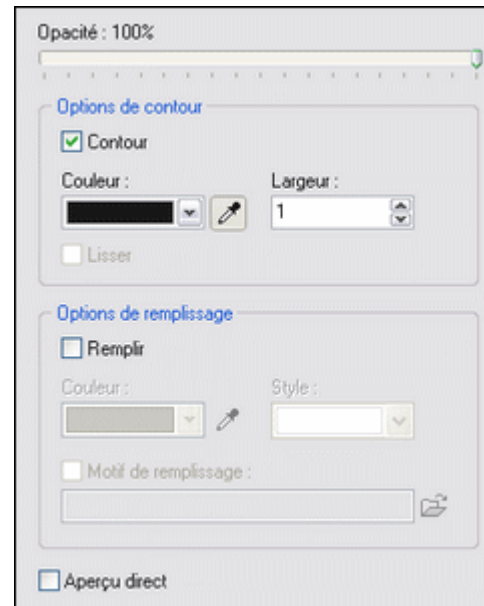 Opacité : 100%
Options de contour
Contour
Couleur : Largeur :
1
Lisser
Options de remplissage
Remplir
Couleur : Style :
Motif de remplissage :
Aperçu direct